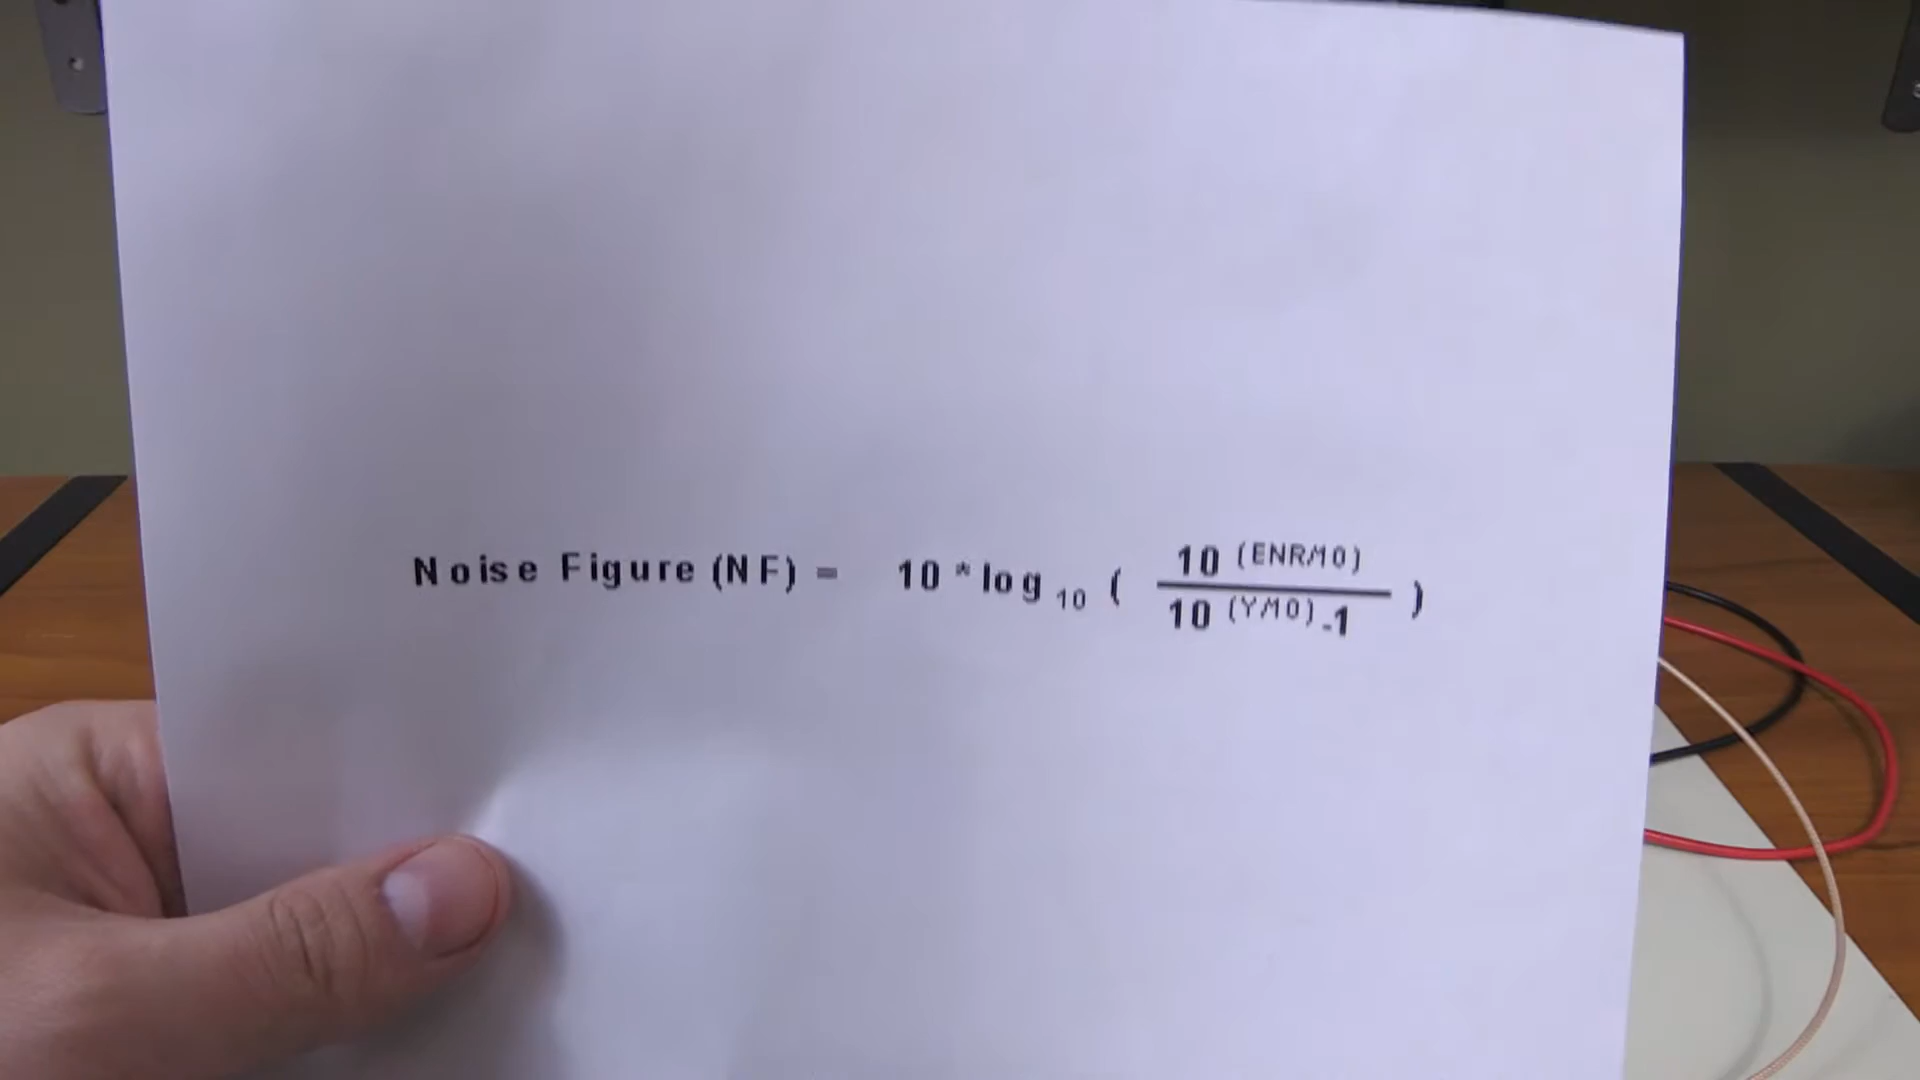 Noise Figure (NF) = 10 * log 10 ( 10 (ENR/10) / 10 (Y/10) -1 )